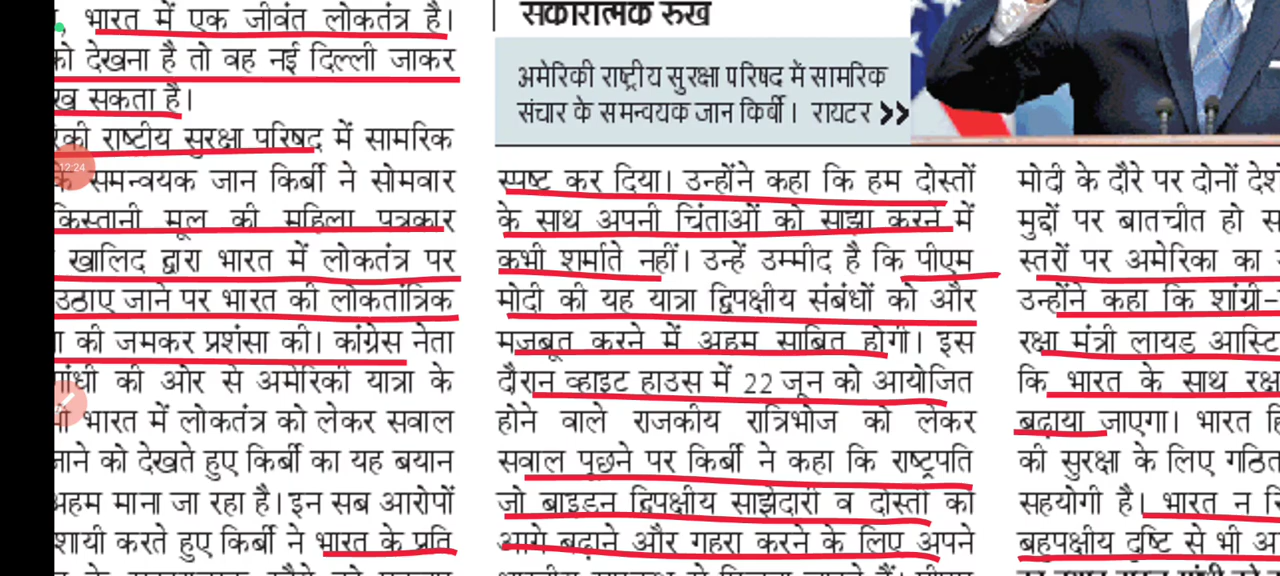 भारत में एक जीवंत लोकतंत्र है।
को देखना है तो वह नई दिल्ली जाकर
सकता है।
राष्टीय सुरक्षा परिषद में सामरिक
12:24
समन्वयक जान किर्बी ने सोमवार
मूल की महिला पत्रकार
खालिद द्वारा भारत में लोकतंत्र पर
उठाए जाने पर भारत की लोकतांत्रिक
की जमकर प्रशंसा की। कांग्रेस नेता
की ओर से अमेरिकी यात्रा के
भारत में लोकतंत्र को लेकर सवाल
जाने को देखते हुए किर्बी का यह बयान
अहम माना जा रहा है। इन सब आरोपों
करते हुए किर्बी ने भारत के प्रति
सकारात्मक रुख
अमेरिकी राष्ट्रीय सुरक्षा परिषद में सामरिक
संचार के समन्वयक जान किर्बी। रायटर >>
स्पष्ट कर दिया। उन्होंने कहा कि हम दोस्तों
के साथ अपनी चिंताओं को साझा करने में
कभी शर्माते नहीं। उन्हें उम्मीद है कि पीएम
मोदी की यह यात्रा द्विपक्षीय संबंधों को और
मजबूत करने में अहम साबित होगी। इस
दौरान व्हाइट हाउस में 22 जून को आयोजित
होने वाले राजकीय रात्रिभोज को लेकर
सवाल पूछने पर किर्बी ने कहा कि राष्ट्रपति
जो बाइडन द्विपक्षीय साझेदारी व दोस्ती को
आगे बढ़ाने और गहरा करने के लिए अपने
मोदी के दौरे पर दोनों
मुद्दों पर बातचीत हो
स्तरों पर अमेरिका का
उन्होंने कहा कि शांग्री-
रक्षा मंत्री लायड
कि भारत के साथ
बढ़ाया जाएगा। भारत
की सुरक्षा के लिए गठित
सहयोगी है। भारत न
बहुपक्षीय दृष्टि से भी